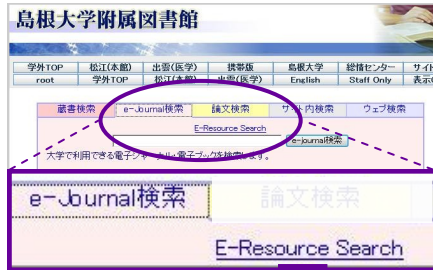 島根大学附属図書館
学外TOP 松江(本館) 出雲(医学) 携帯版 島根大学 総情センター サイト
root 学外TOP 松江(本館) 出雲(医学) English Staff Only 表示
蔵書検索 e-Journal検索 論文検索 サイト内検索 ウェブ検索
E-Resource Search
e-journal検索
大学で利用できる電子ジャーナル・電子ブックを検索します。
e-Journal検索 論文検索
E-Resource Search